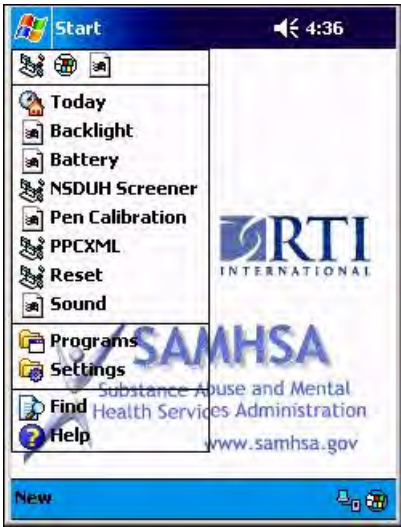 Start 4:36
Today
Backlight
Battery
NSDUH Screener
Pen Calibration
PPCXML
Reset
Sound
RTI
INTERNATIONAL
Programs
Settings
Find
Help
SAMHSA
Substance Abuse and Mental
Health Services Administration
www.samhsa.gov
New